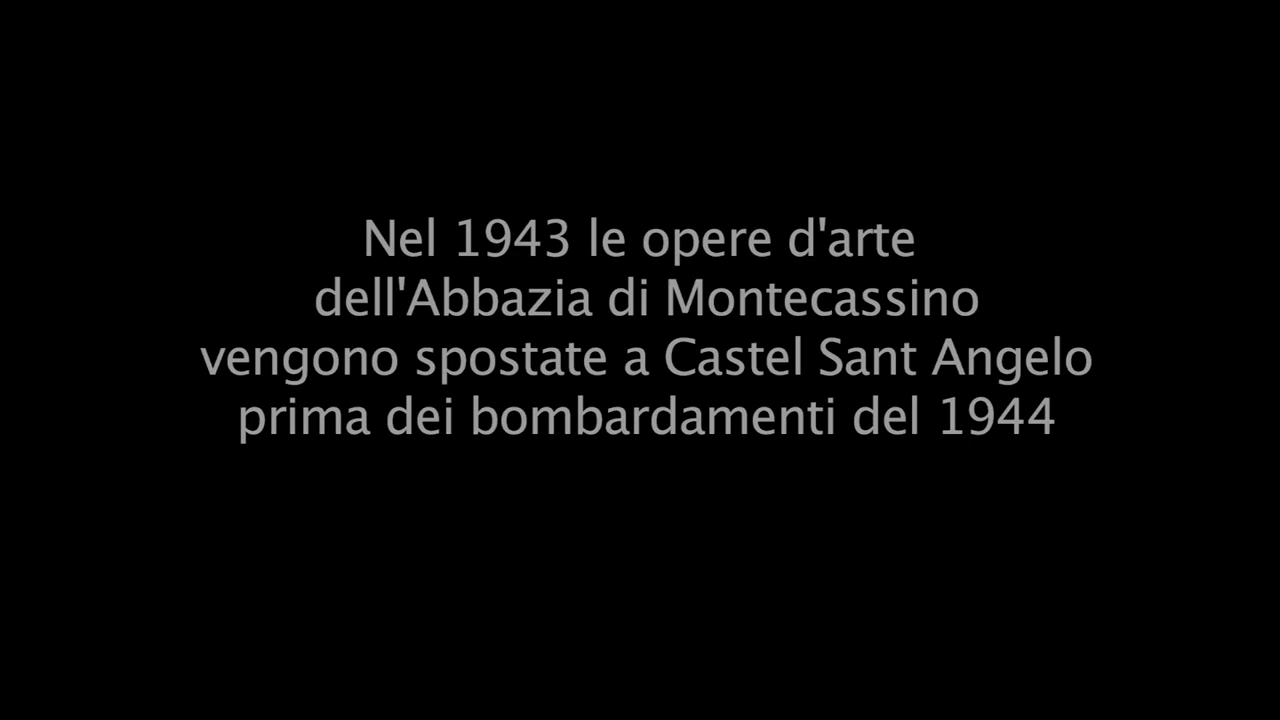 Nel 1943 le opere d'arte
dell'Abbazia di Montecassino
vengono spostate a Castel Sant Angelo
prima dei bombardamenti del 1944